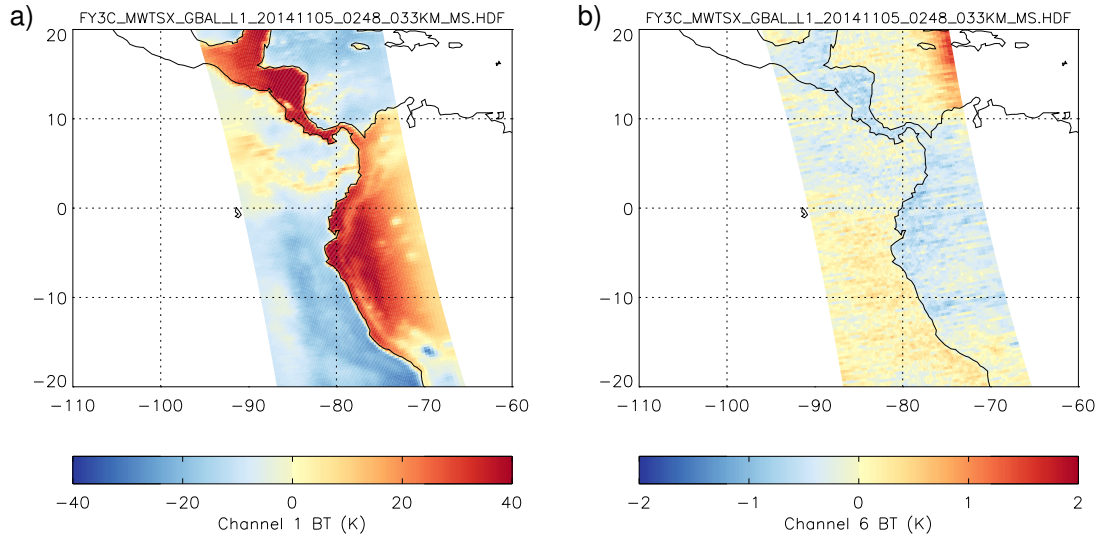 a)
FY3C_MWTSX_GBAL_L1_20141105_0248_033KM_MS.HDF
20
10
0
−10
−20
−110 −100 −90 −80 −70 −60
−40 −20 0 20 40
Channel 1 BT (K)
b)
FY3C_MWTSX_GBAL_L1_20141105_0248_033KM_MS.HDF
20
10
0
−10
−20
−110 −100 −90 −80 −70 −60
−2 −1 0 1 2
Channel 6 BT (K)